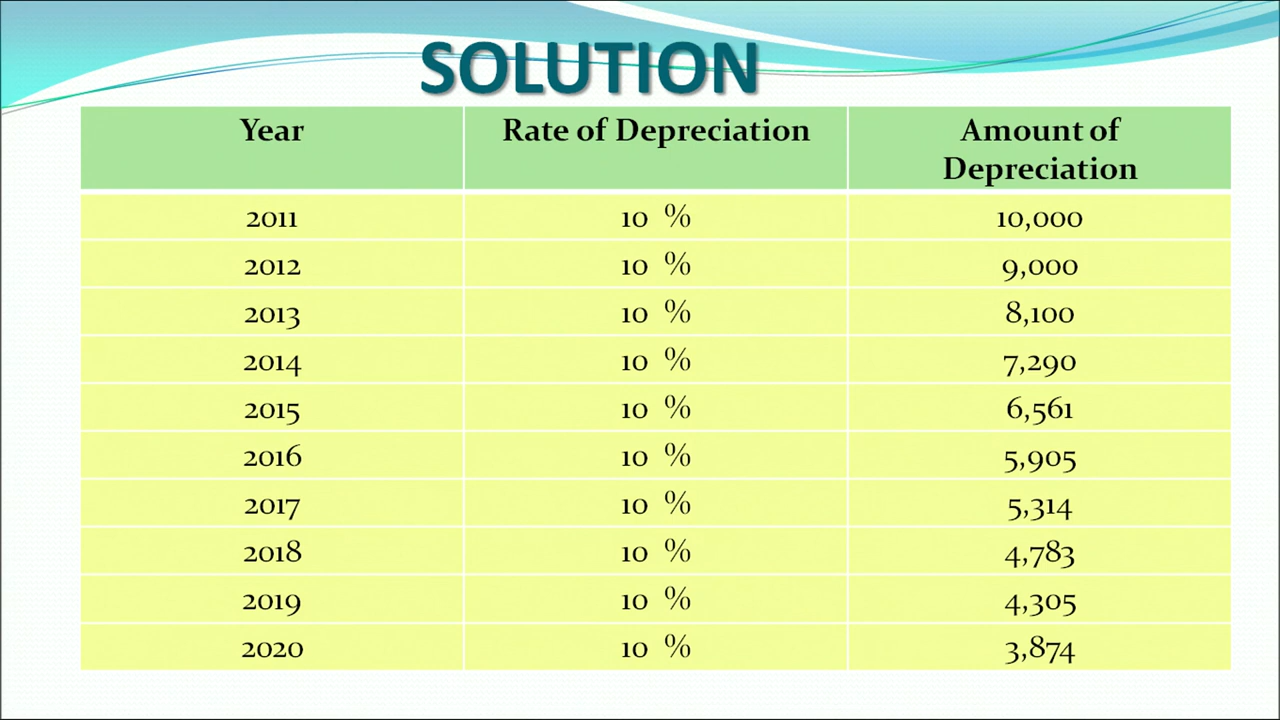 SOLUTION
Year Rate of Depreciation Amount of
Depreciation
2011 10 % 10,000
2012 10 % 9,000
2013 10 % 8,100
2014 10 % 7,290
2015 10 % 6,561
2016 10 % 5,905
2017 10 % 5,314
2018 10 % 4,783
2019 10 % 4,305
2020 10 % 3,874